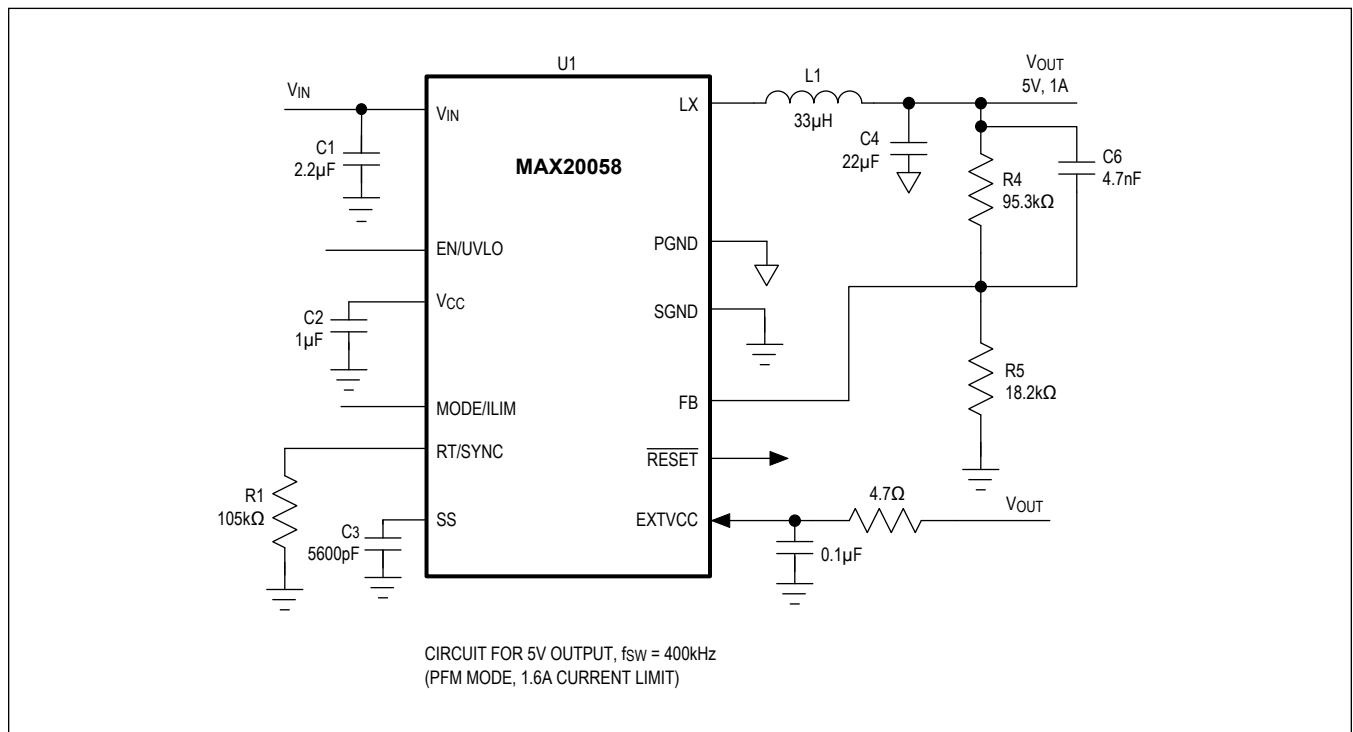 U1
VIN
VIN
C1
2.2µF
MAX20058
LX
L1
33µH
VOUT
5V, 1A
C4
22µF
R4
95.3kΩ
C6
4.7nF
EN/UVLO
PGND
VCC
C2
1µF
SGND
R5
18.2kΩ
MODE/ILIM
FB
RT/SYNC
RESET
R1
105kΩ
SS
C3
5600pF
EXTVCC
4.7Ω
VOUT
0.1µF
CIRCUIT FOR 5V OUTPUT, fSW = 400kHz
(PFM MODE, 1.6A CURRENT LIMIT)